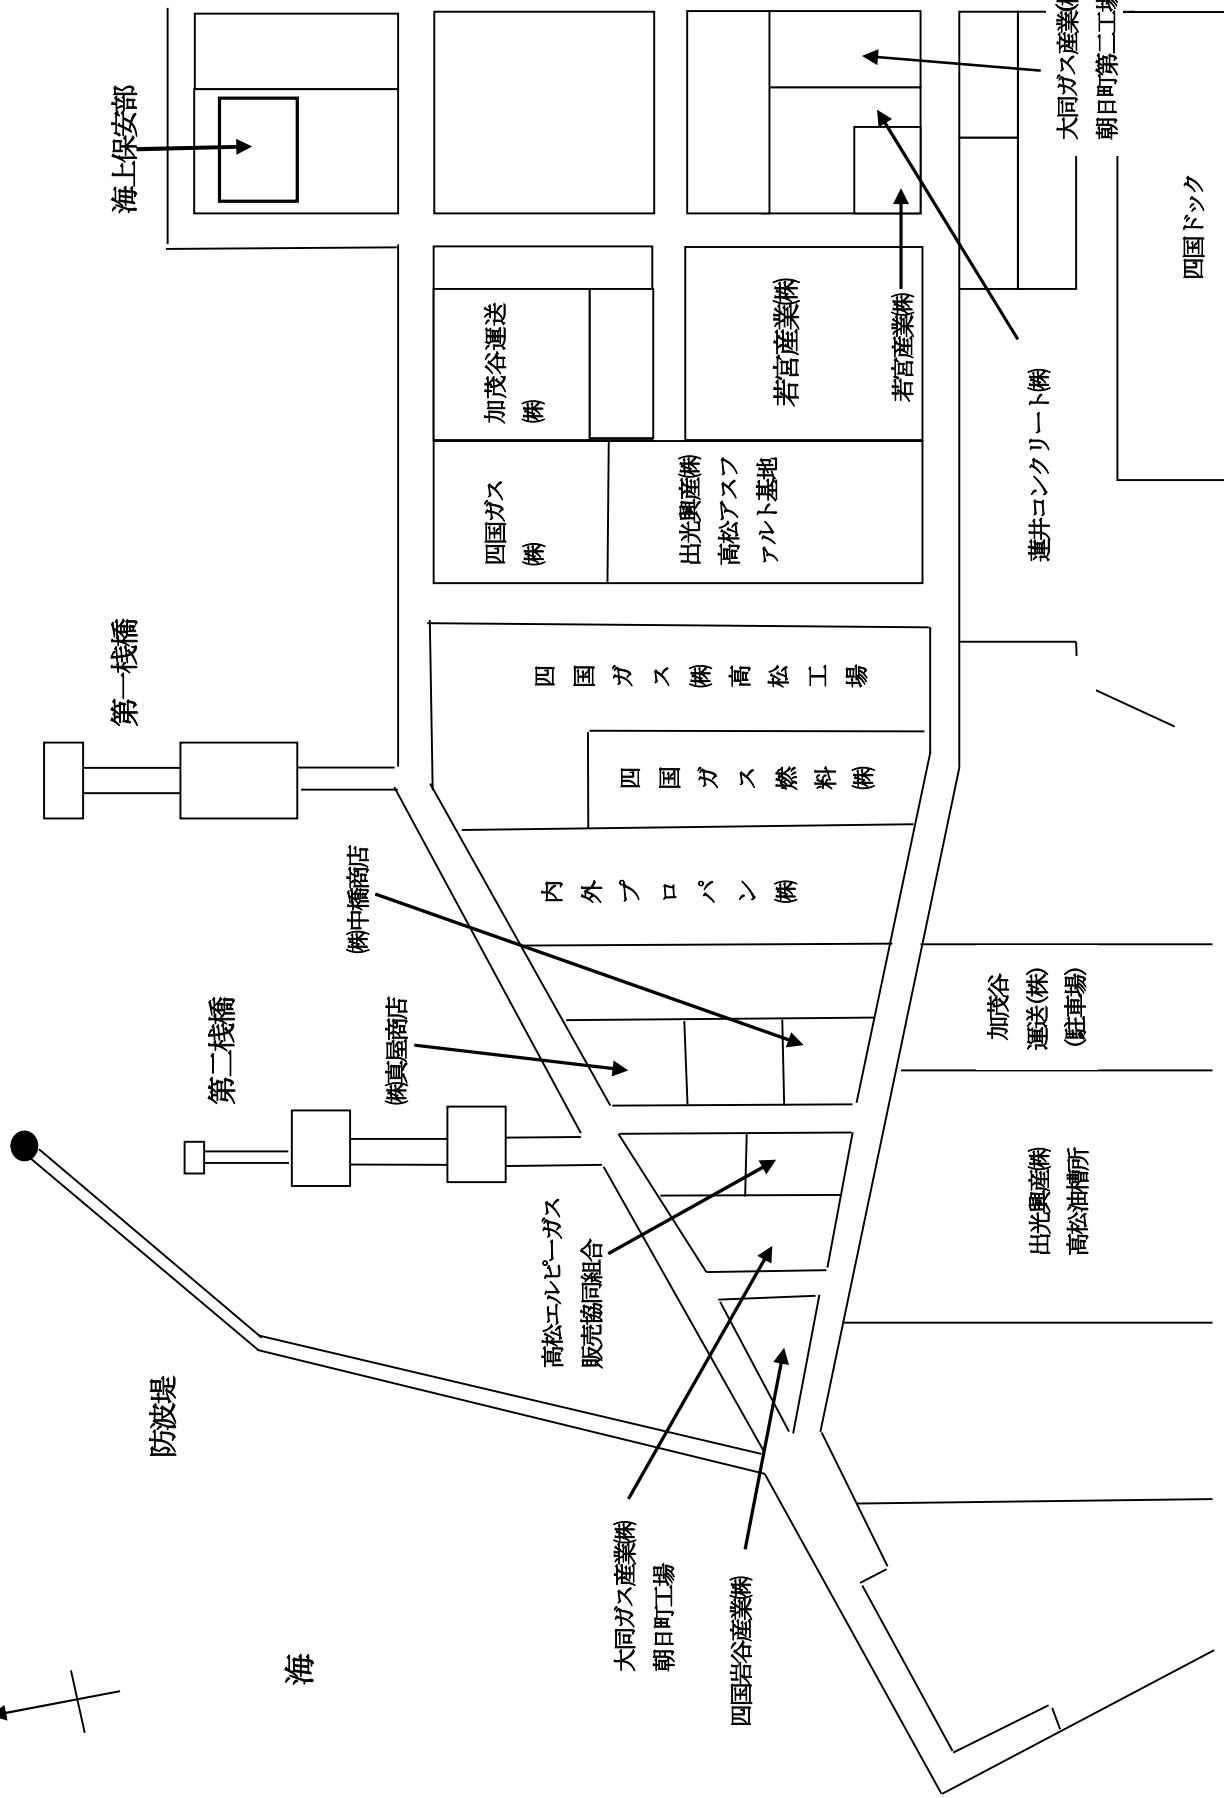 海上保安部
大同ガス産業㈱
朝日町第二工場
四国ドック
加茂谷運送
㈱
若宮産業㈱
若宮産業㈱
蓮井コンクリート㈱
四国ガス
㈱
出光興産㈱
高松アスフ
ァルト基地
第一桟橋
四国ガス㈱高松工場
四国ガス燃料㈱
内外プロパン㈱
㈱中橋商店
第二桟橋
㈱真屋商店
加茂谷
運送(株)
(駐車場)
高松エルピーガス
販売協同組合
出光興産㈱
高松油槽所
防波堤
大同ガス産業㈱
朝日町工場
四国岩谷産業㈱
海